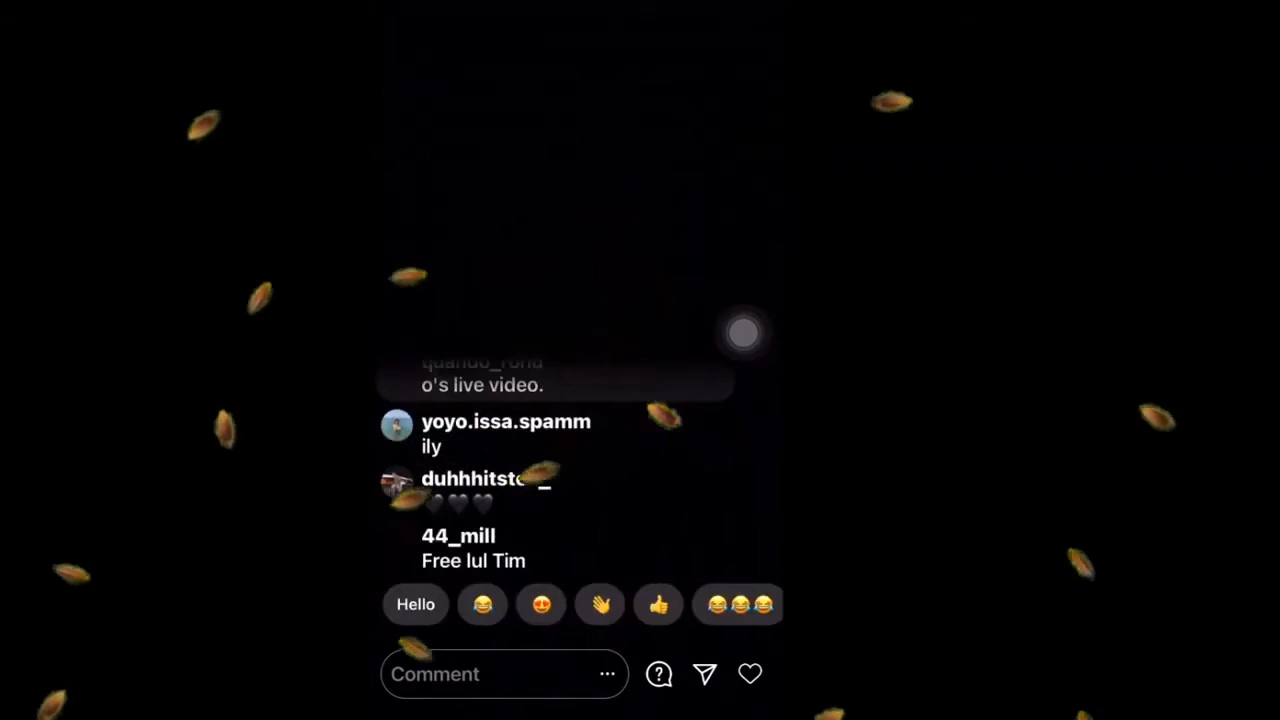 o's live video.
yoyo.issa.spamm
ily
🖤🖤🖤
44_mill
Free lul Tim
Hello 😂 😍 👋 👍 😂😂😂
Comment ...